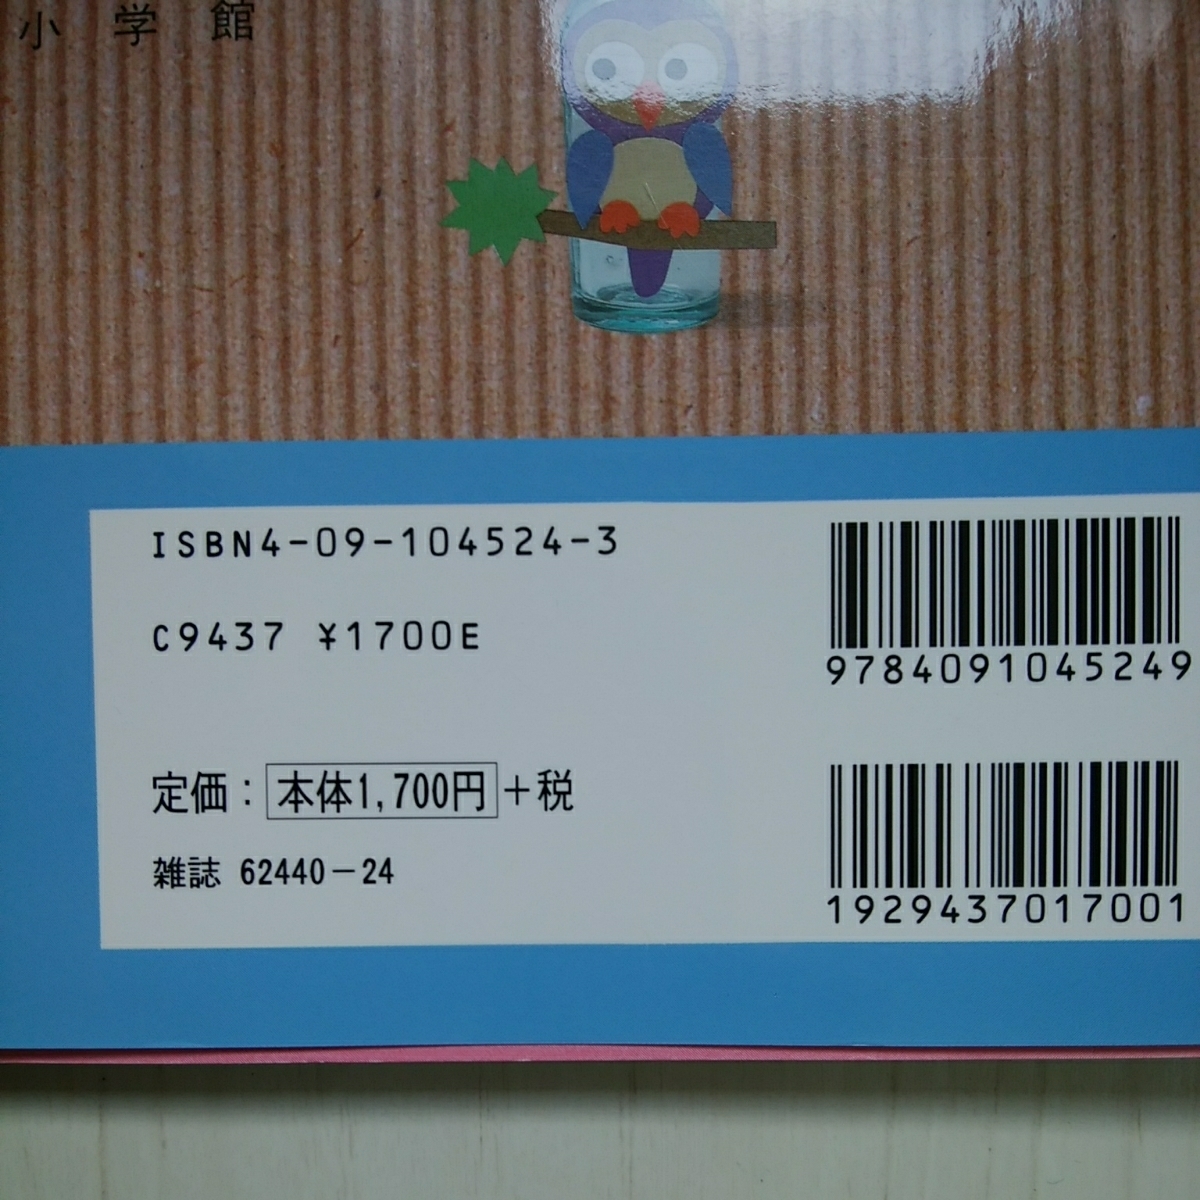 小学館
ISBN4-09-104524-3
C9437 ¥1700E
9784091045249
定価：本体1,700円＋税
雑誌 62440－24
1929437017001